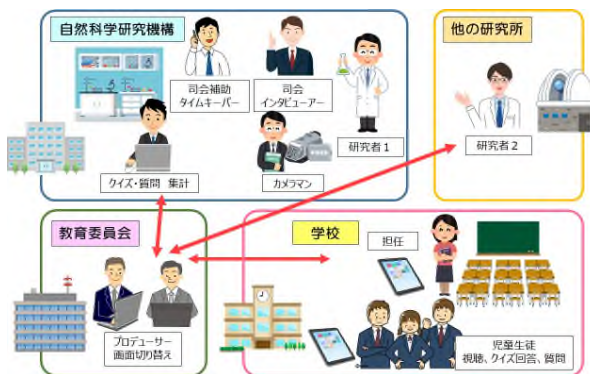 自然科学研究機構
他の研究所
司会補助
タイムキーパー
司会
インタビューアー
研究者1
研究者2
クイズ・質問 集計
カメラマン
教育委員会
学校
担任
プロデューサー
画面切り替え
児童生徒
視聴、クイズ回答、質問